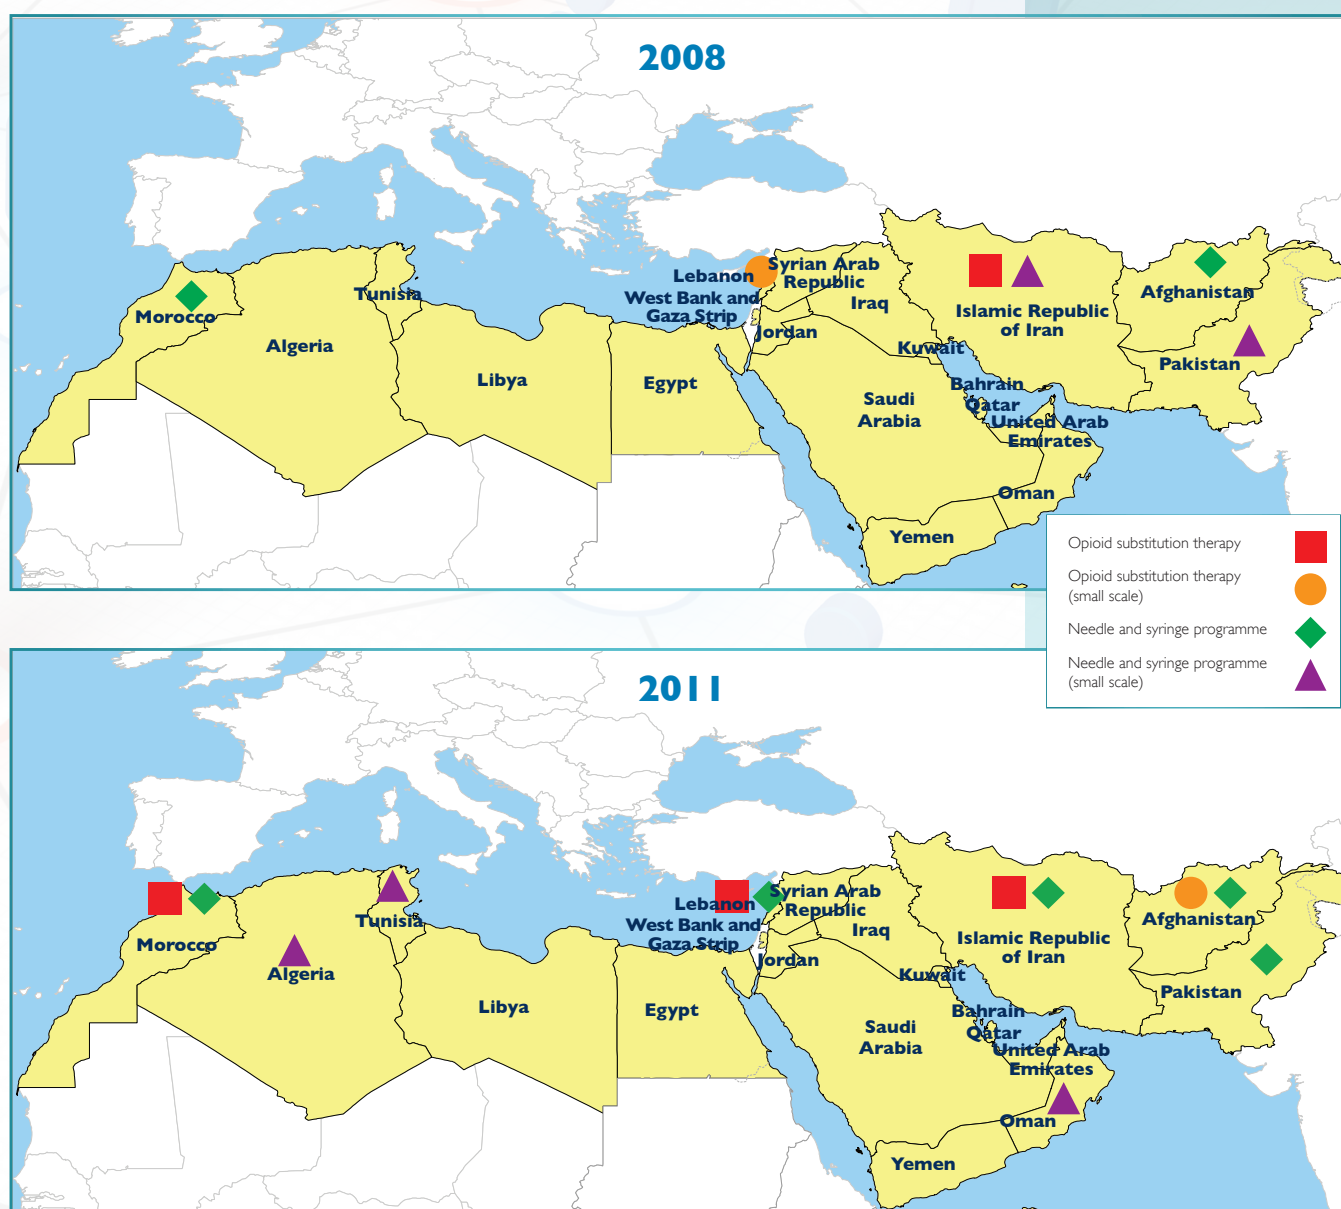 2008
Lebanon
Syrian Arab
Republic
West Bank and
Gaza Strip
Iraq
Jordan
Tunisia
Morocco
Algeria
Libya
Egypt
Islamic Republic
of Iran
Afghanistan
Pakistan
Kuwait
Bahrain
Qatar
Saudi
Arabia
United Arab
Emirates
Oman
Yemen
Opioid substitution therapy
Opioid substitution therapy
(small scale)
Needle and syringe programme
Needle and syringe programme
(small scale)
2011
Lebanon
Syrian Arab
Republic
West Bank and
Gaza Strip
Iraq
Jordan
Tunisia
Morocco
Algeria
Libya
Egypt
Islamic Republic
of Iran
Afghanistan
Pakistan
Kuwait
Bahrain
Qatar
Saudi
Arabia
United Arab
Emirates
Oman
Yemen